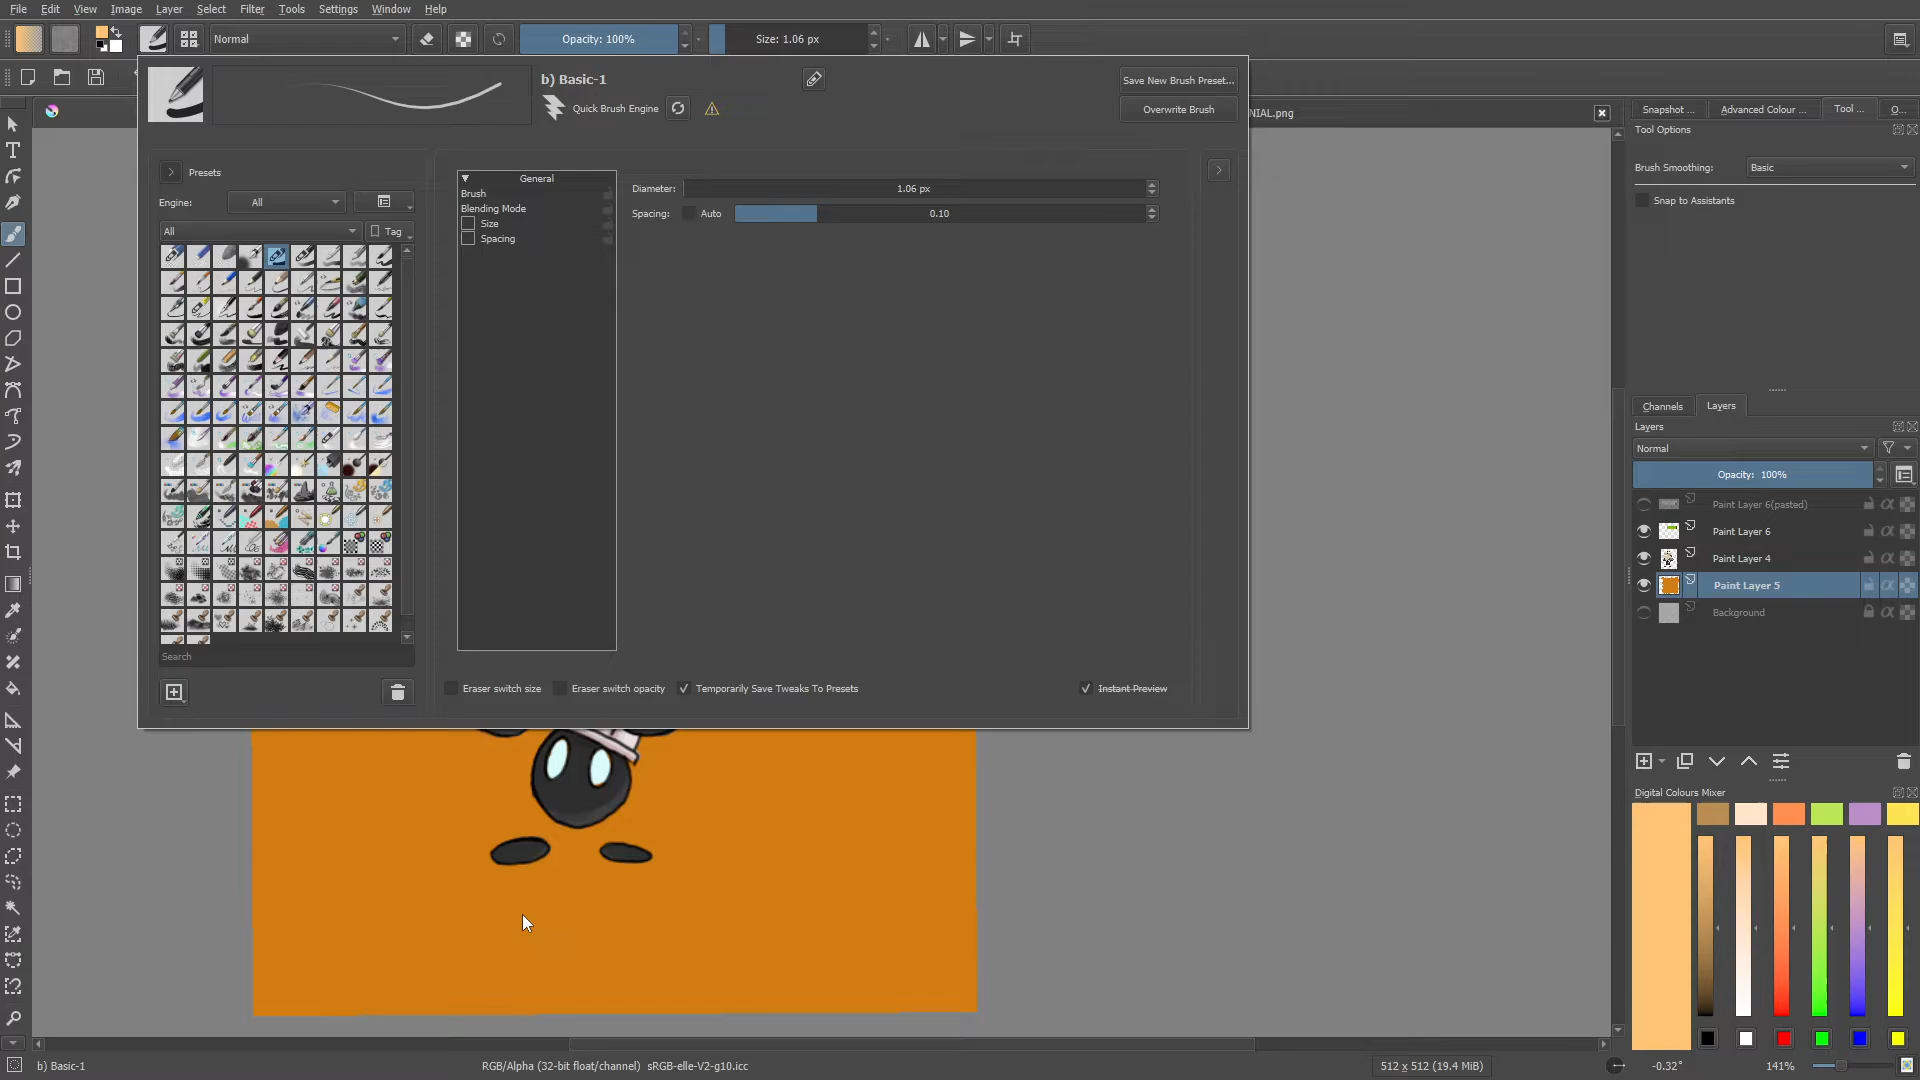 File Edit View Image Layer Filter Tools Settings Window Help
Normal Opacity: 100% Size: 1.06 px
b) Basic-1
Save New Brush Preset...
Quick Brush Engine
Overwrite Brush
NIAL.png
Snapshot ... Advanced Colour ... Tool ... O...
Tool Options
Brush Smoothing: Basic
Snap to Assistants
Presets
Engine: All
All Tag
General
Brush
Blending Mode
Size
Spacing
Diameter: 1.06 px
Spacing: Auto 0.10
Search
Eraser switch size Eraser switch opacity Temporarily Save Tweaks To Presets Instant Preview
Channels Layers
Layers
Normal
Opacity: 100%
Paint Layer 6(pasted)
Paint Layer 6
Paint Layer 4
Paint Layer 5
Background
Digital Colours Mixer
b) Basic-1 RGB/Alpha (32-bit float/channel) sRGB-elle-V2-g10.icc 512 x 512 (19.4 MiB) -0.32° 141%